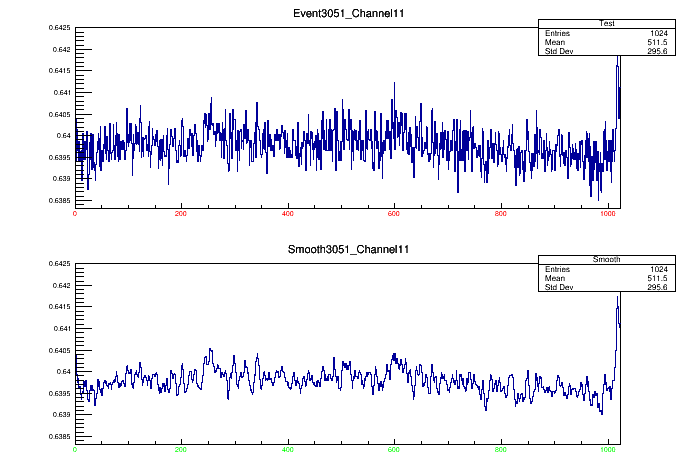 Event3051_Channel11
Test
Entries 1024
Mean 511.5
Std Dev 295.6
0.6425
0.642
0.6415
0.641
0.6405
0.64
0.6395
0.639
0.6385
0 200 400 600 800 1000
Smooth3051_Channel11
Smooth
Entries 1024
Mean 511.5
Std Dev 295.6
0.6425
0.642
0.6415
0.641
0.6405
0.64
0.6395
0.639
0.6385
0 200 400 600 800 1000